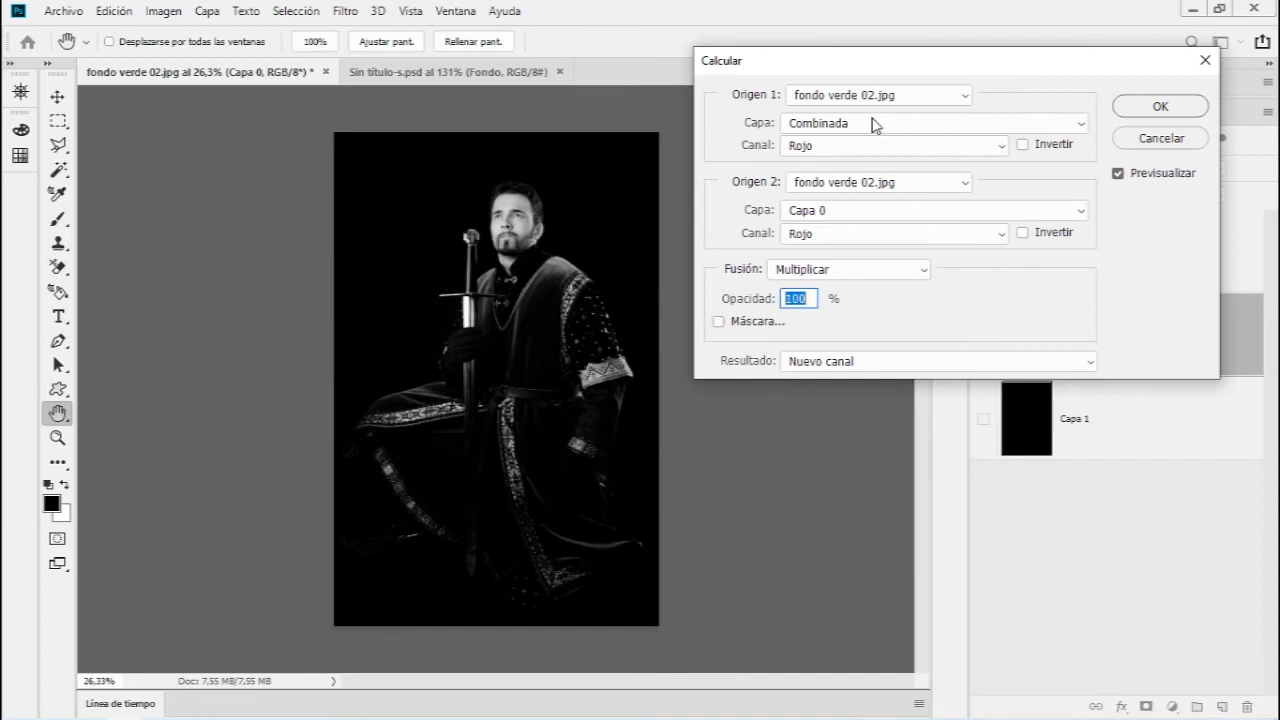 Ps Archivo Edición Imagen Capa Texto Selección Filtro 3D Vista Ventana Ayuda
Desplazarse por todas las ventanas 100% Ajustar pant. Rellenar pant.
fondo verde 02.jpg al 26,3% (Capa 0, RGB/8*) * Sin título-s.psd al 131% (Fondo, RGB/8#)
Calcular
Origen 1: fondo verde 02.jpg
Capa: Combinada
Canal: Rojo Invertir
Origen 2: fondo verde 02.jpg
Capa: Capa 0
Canal: Rojo Invertir
Fusión: Multiplicar
Opacidad: 100 %
Máscara...
Resultado: Nuevo canal
OK
Cancelar
Previsualizar
Capa 1
26,33% Doc: 7,55 MB/7,55 MB
Línea de tiempo
fx